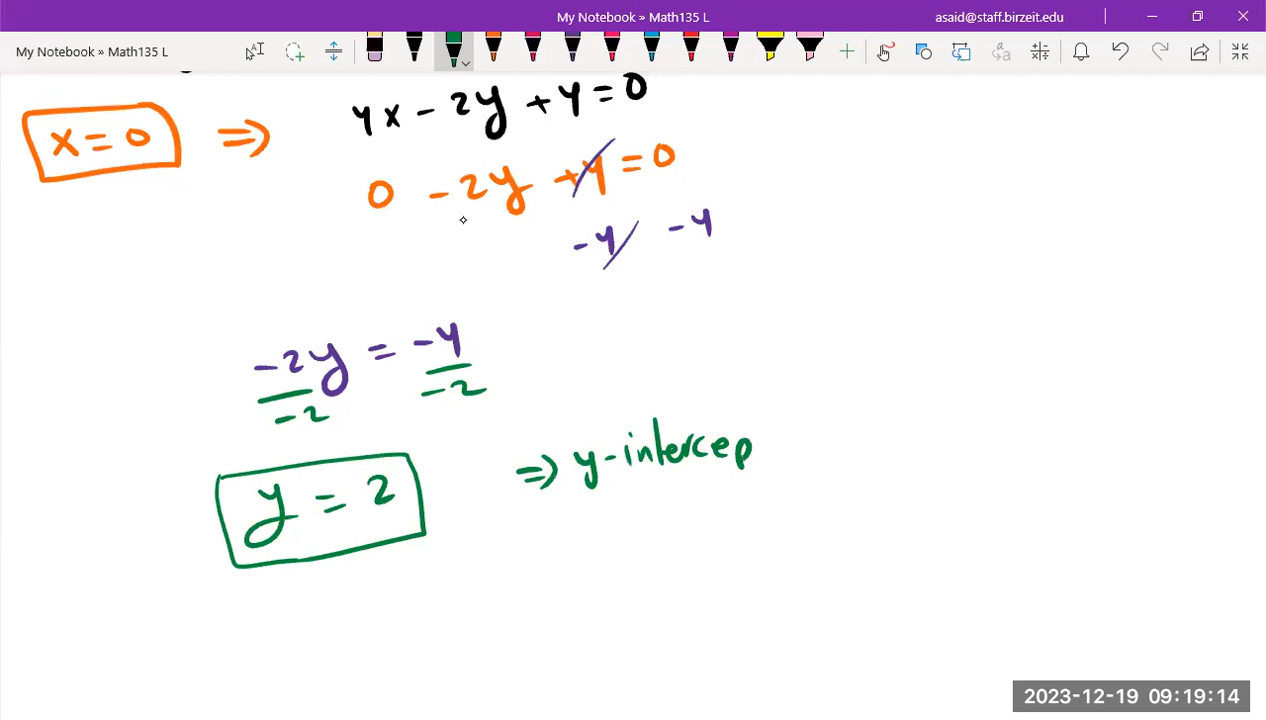 My Notebook » Math135 L
asaid@staff.birzeit.edu
My Notebook » Math135 L
4x - 2y + 4 = 0
x = 0 ⇒
0 - 2y + 4 = 0
- 4 - 4
-2y = -4
-2 -2
y = 2 ⇒ y-intercep
2023-12-19 09:19:14